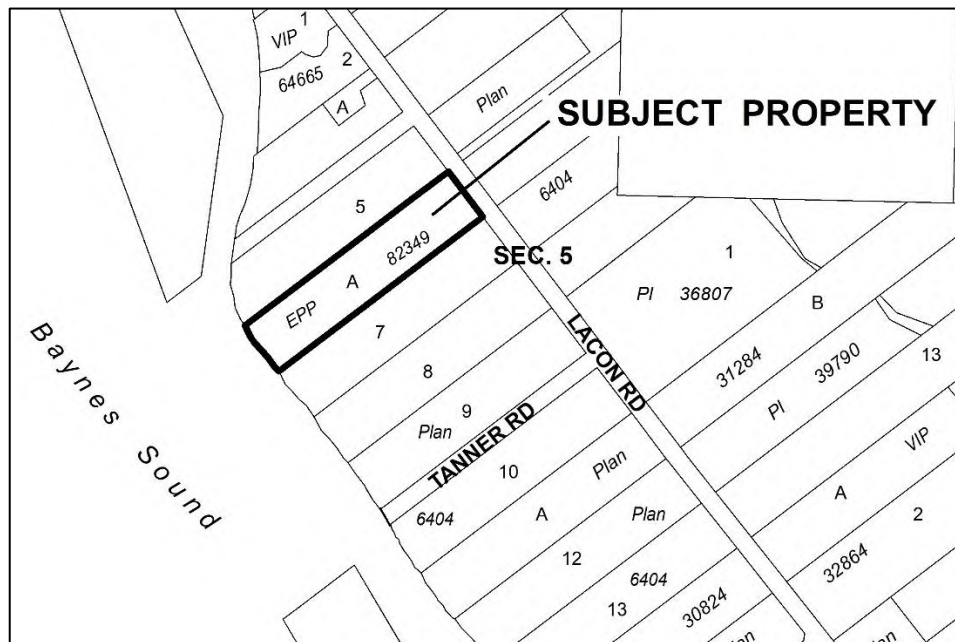 VIP
1
64665
2
A
Plan
SUBJECT PROPERTY
5
6404
82349
SEC. 5
EPP
A
1
Pl 36807
B
7
Baynes Sound
8
LACON RD
31284
39790
13
9
Plan
TANNER RD
Pl
VIP
10
Plan
6404
A
Plan
A
2
12
32864
6404
13
30824